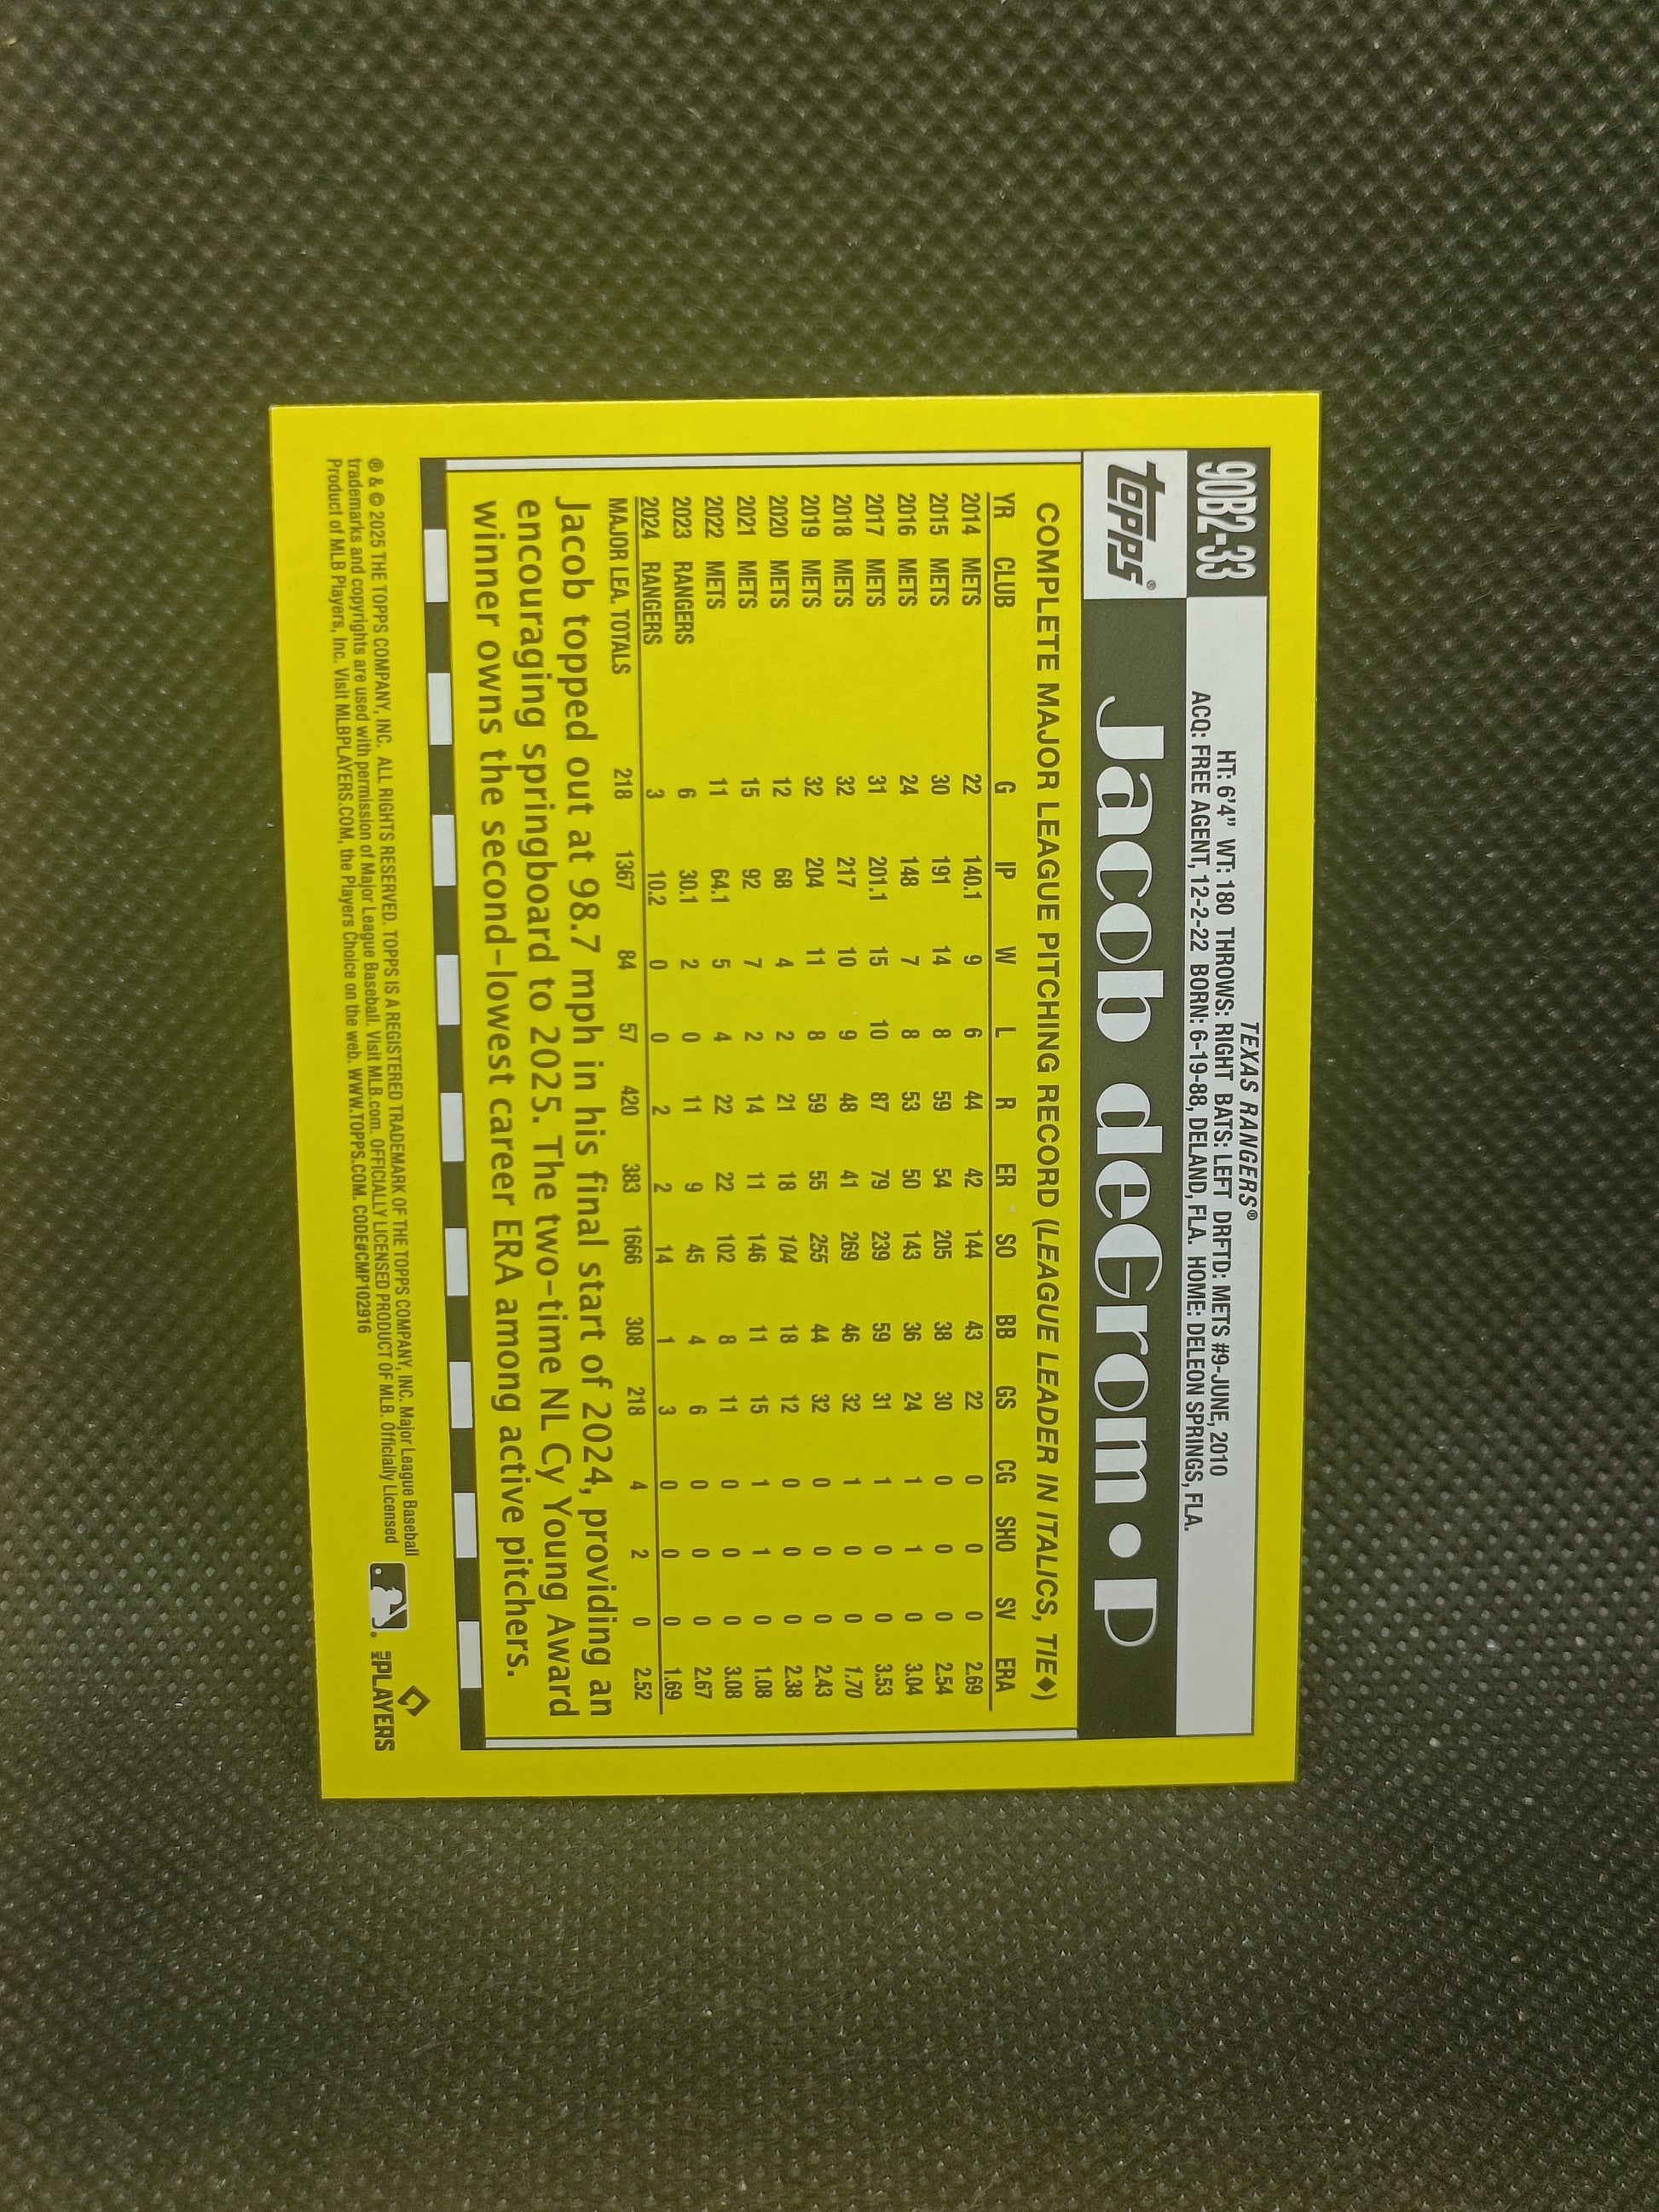 90B2-33
TEXAS RANGERS®
HT: 6'4" WT: 180 THROWS: RIGHT BATS: LEFT DRFTD: METS #9-JUNE, 2010
ACQ: FREE AGENT, 12-2-22 BORN: 6-19-88, DELAND, FLA. HOME: DELEON SPRINGS, FLA.
topps®
Jacob deGrom • P
COMPLETE MAJOR LEAGUE PITCHING RECORD (LEAGUE LEADER IN ITALICS, TIE♦)
YR CLUB G IP W L R ER SO BB GS CG SHO SV ERA
2014 METS 22 140.1 9 6 44 42 144 43 22 0 0 0 2.69
2015 METS 30 191 14 8 59 54 205 38 30 0 0 0 2.54
2016 METS 24 148 7 8 53 50 143 36 24 1 1 0 3.04
2017 METS 31 201.1 15 10 87 79 239 59 31 1 0 0 3.53
2018 METS 32 217 10 9 48 41 269 46 32 1 0 0 1.70
2019 METS 32 204 11 8 59 55 255 44 32 0 0 0 2.43
2020 METS 12 68 4 2 21 18 104 18 12 0 0 0 2.38
2021 METS 15 92 7 2 14 11 146 11 15 1 1 0 1.08
2022 METS 11 64.1 5 4 22 22 102 8 11 0 0 0 3.08
2023 RANGERS 6 30.1 2 0 11 9 45 4 6 0 0 0 2.67
2024 RANGERS 3 10.2 0 0 2 2 14 1 3 0 0 0 1.69
MAJOR LEA. TOTALS 218 1367 84 57 420 383 1666 308 218 4 2 0 2.52
Jacob topped out at 98.7 mph in his final start of 2024, providing an
encouraging springboard to 2025. The two-time NL Cy Young Award
winner owns the second-lowest career ERA among active pitchers.
® & © 2025 THE TOPPS COMPANY, INC. ALL RIGHTS RESERVED. TOPPS IS A REGISTERED TRADEMARK OF THE TOPPS COMPANY, INC. Major League Baseball
trademarks and copyrights are used with permission of Major League Baseball. Visit MLB.com. OFFICIALLY LICENSED PRODUCT OF MLB. Officially Licensed
Product of MLB Players, Inc. Visit MLBPLAYERS.COM, the Players Choice on the web. WWW.TOPPS.COM. CODE#CMP102916
MLB PLAYERS